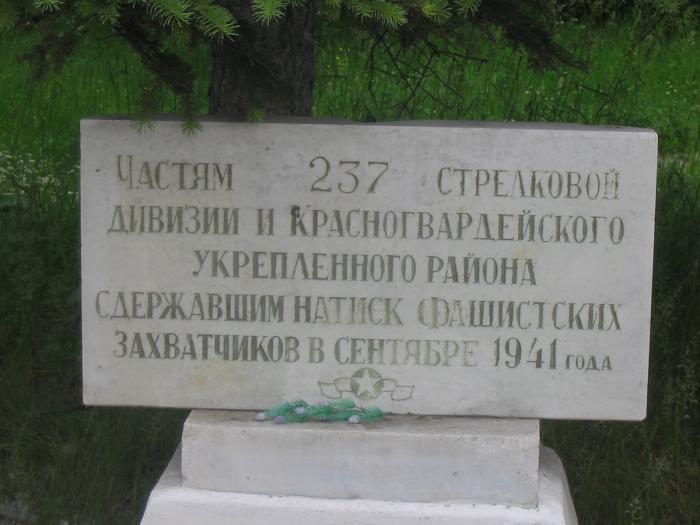 Частям 237 стрелковой
дивизии и Красногвардейского
укрепленного района
сдержавшим натиск фашистских
захватчиков в сентябре 1941 года